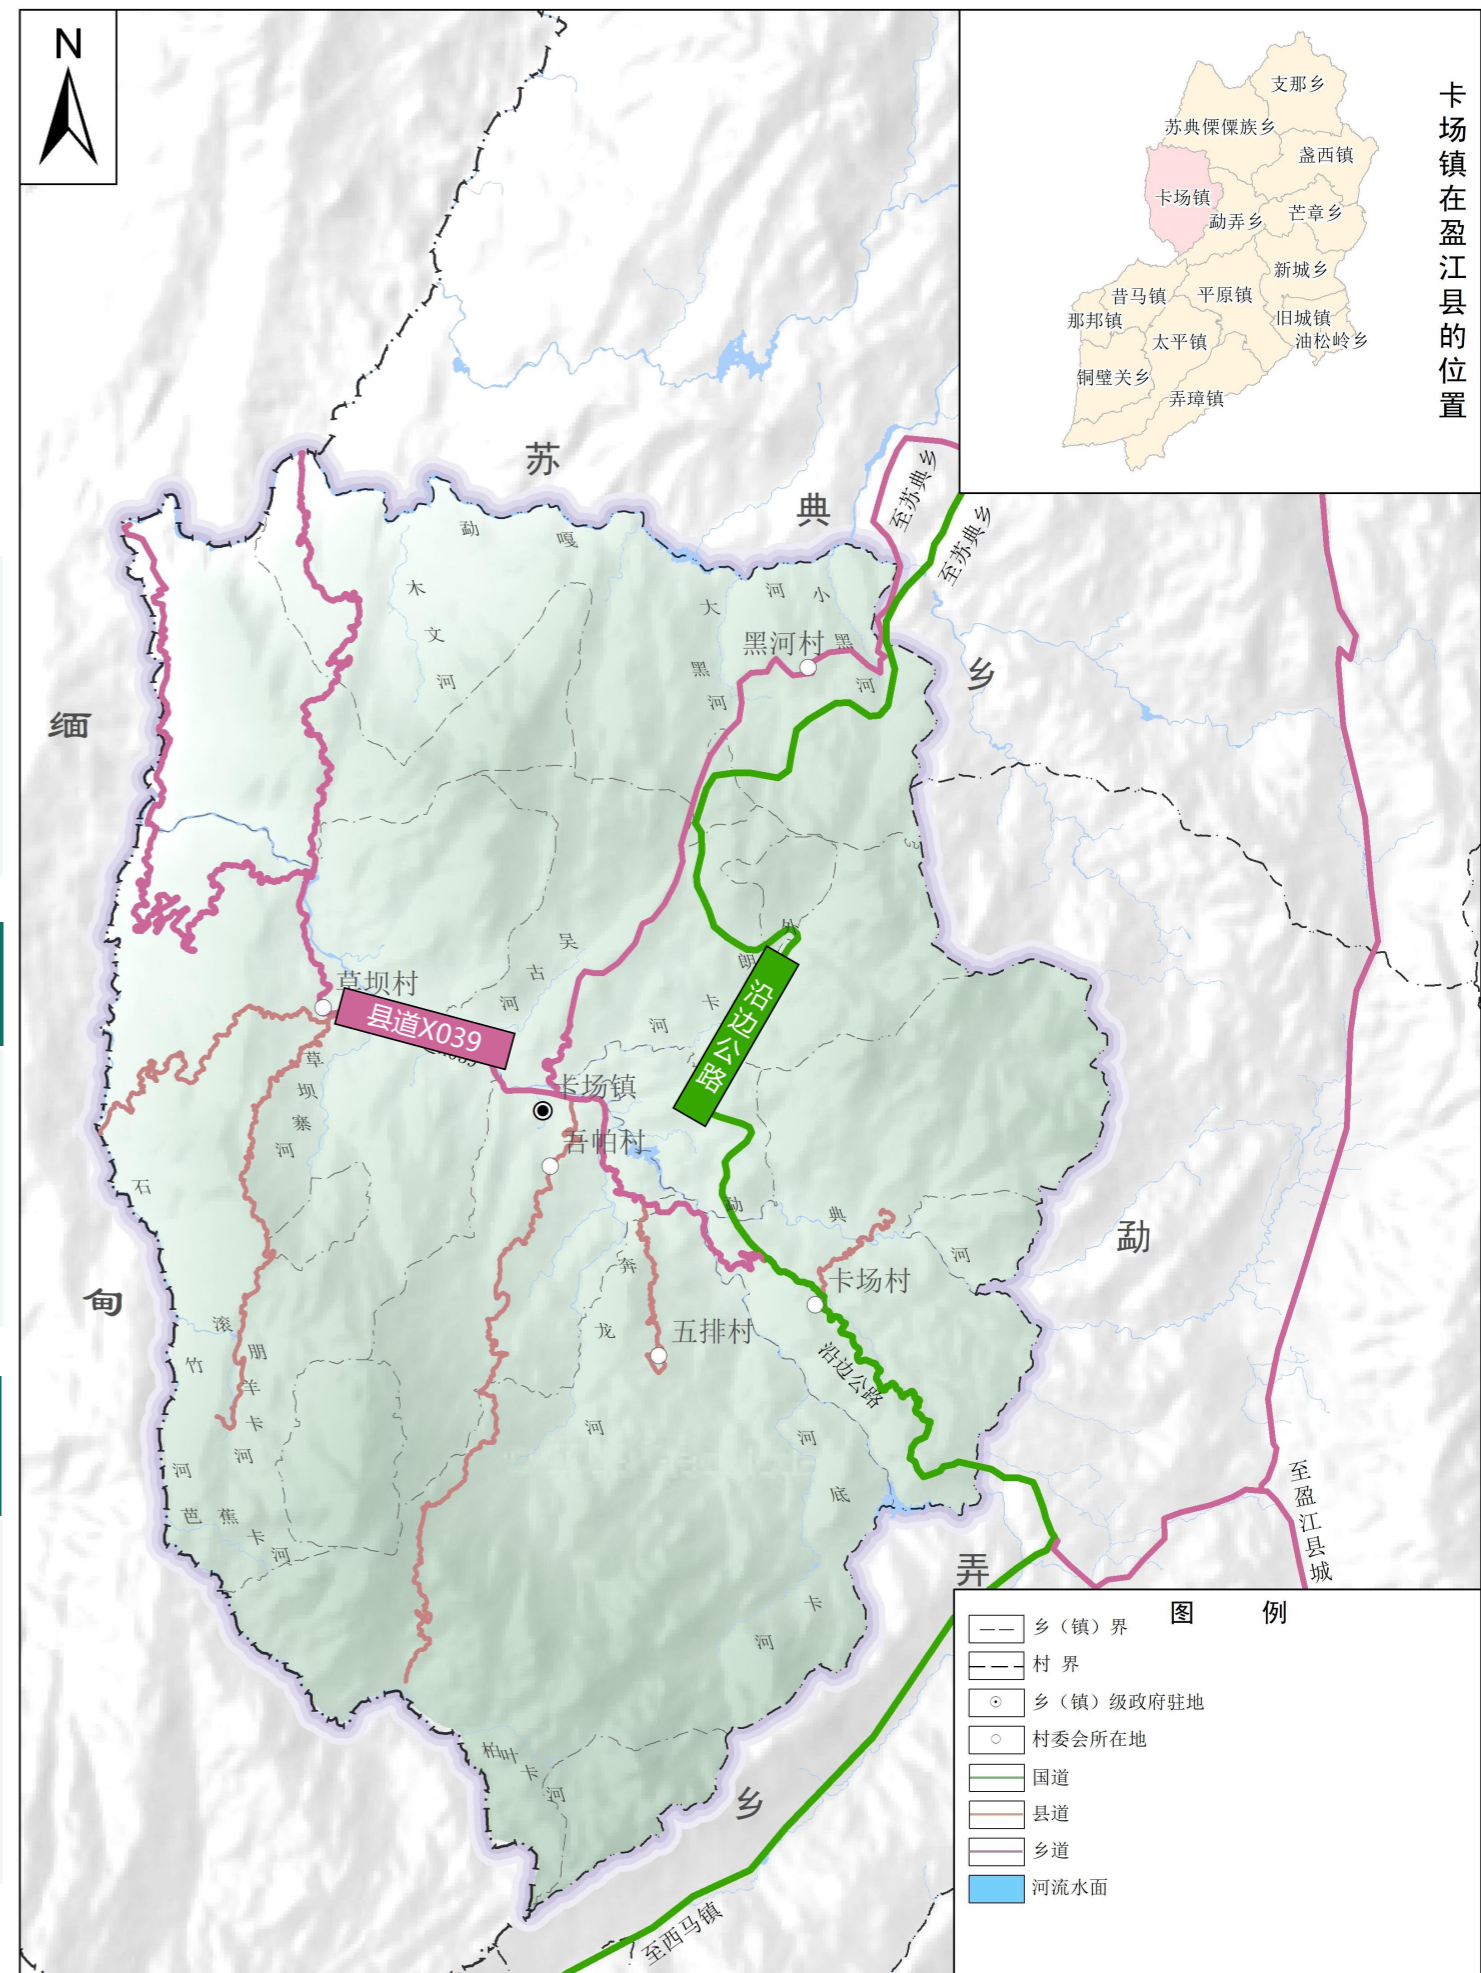 N
卡场镇在盈江县的位置
支那乡
苏典傈僳族乡
盏西镇
卡场镇
勐弄乡
芒章乡
新城乡
昔马镇
平原镇
那邦镇
旧城镇
太平镇
油松岭乡
铜壁关乡
弄璋镇
苏
典
乡
至苏典乡
至苏典乡
缅
甸
勐
弄
乡
勐嘎河
木文河
大黑河
小黑河
黑河村
吴古河
外朗卡河
草坝村
县道X039
沿边公路
卡场镇
吾帕村
草坝寨河
石竹河
勐典河
奔龙河
卡场村
五排村
沿边公路
滚朋羊卡河
芭蕉卡河
河底卡河
柏叶卡河
至盈江县城
至西马镇
图 例
乡（镇）界
村 界
乡（镇）级政府驻地
村委会所在地
国道
县道
乡道
河流水面